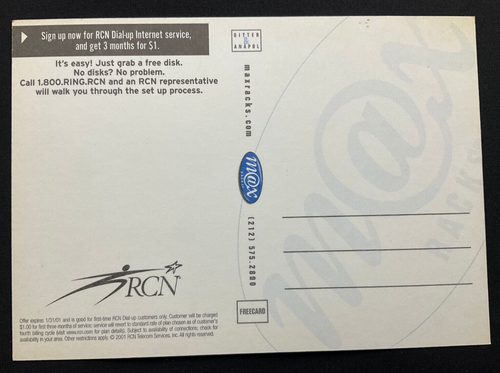 Sign up now for RCN Dial-up Internet service,
and get 3 months for $1.
It's easy! Just grab a free disk.
No disks? No problem.
Call 1.800.RING.RCN and an RCN representative
will walk you through the set up process.
RCN
Offer expires 1/31/01 and is good for first-time RCN Dial-up customers only. Customer will be charged
$1.00 for first three months of service; service will revert to standard rate of plan chosen as of customer's
fourth billing cycle (visit www.rcn.com for plan details). Subject to availability of connections; check for
availability in your area. Other restrictions apply. © 2001 RCN Telecom Services, Inc. All rights reserved.
RITTER
&
ANAPOL
maxracks.com
m@x
RACKS
(212) 575.2800
FREECARD
m@x
RACKS